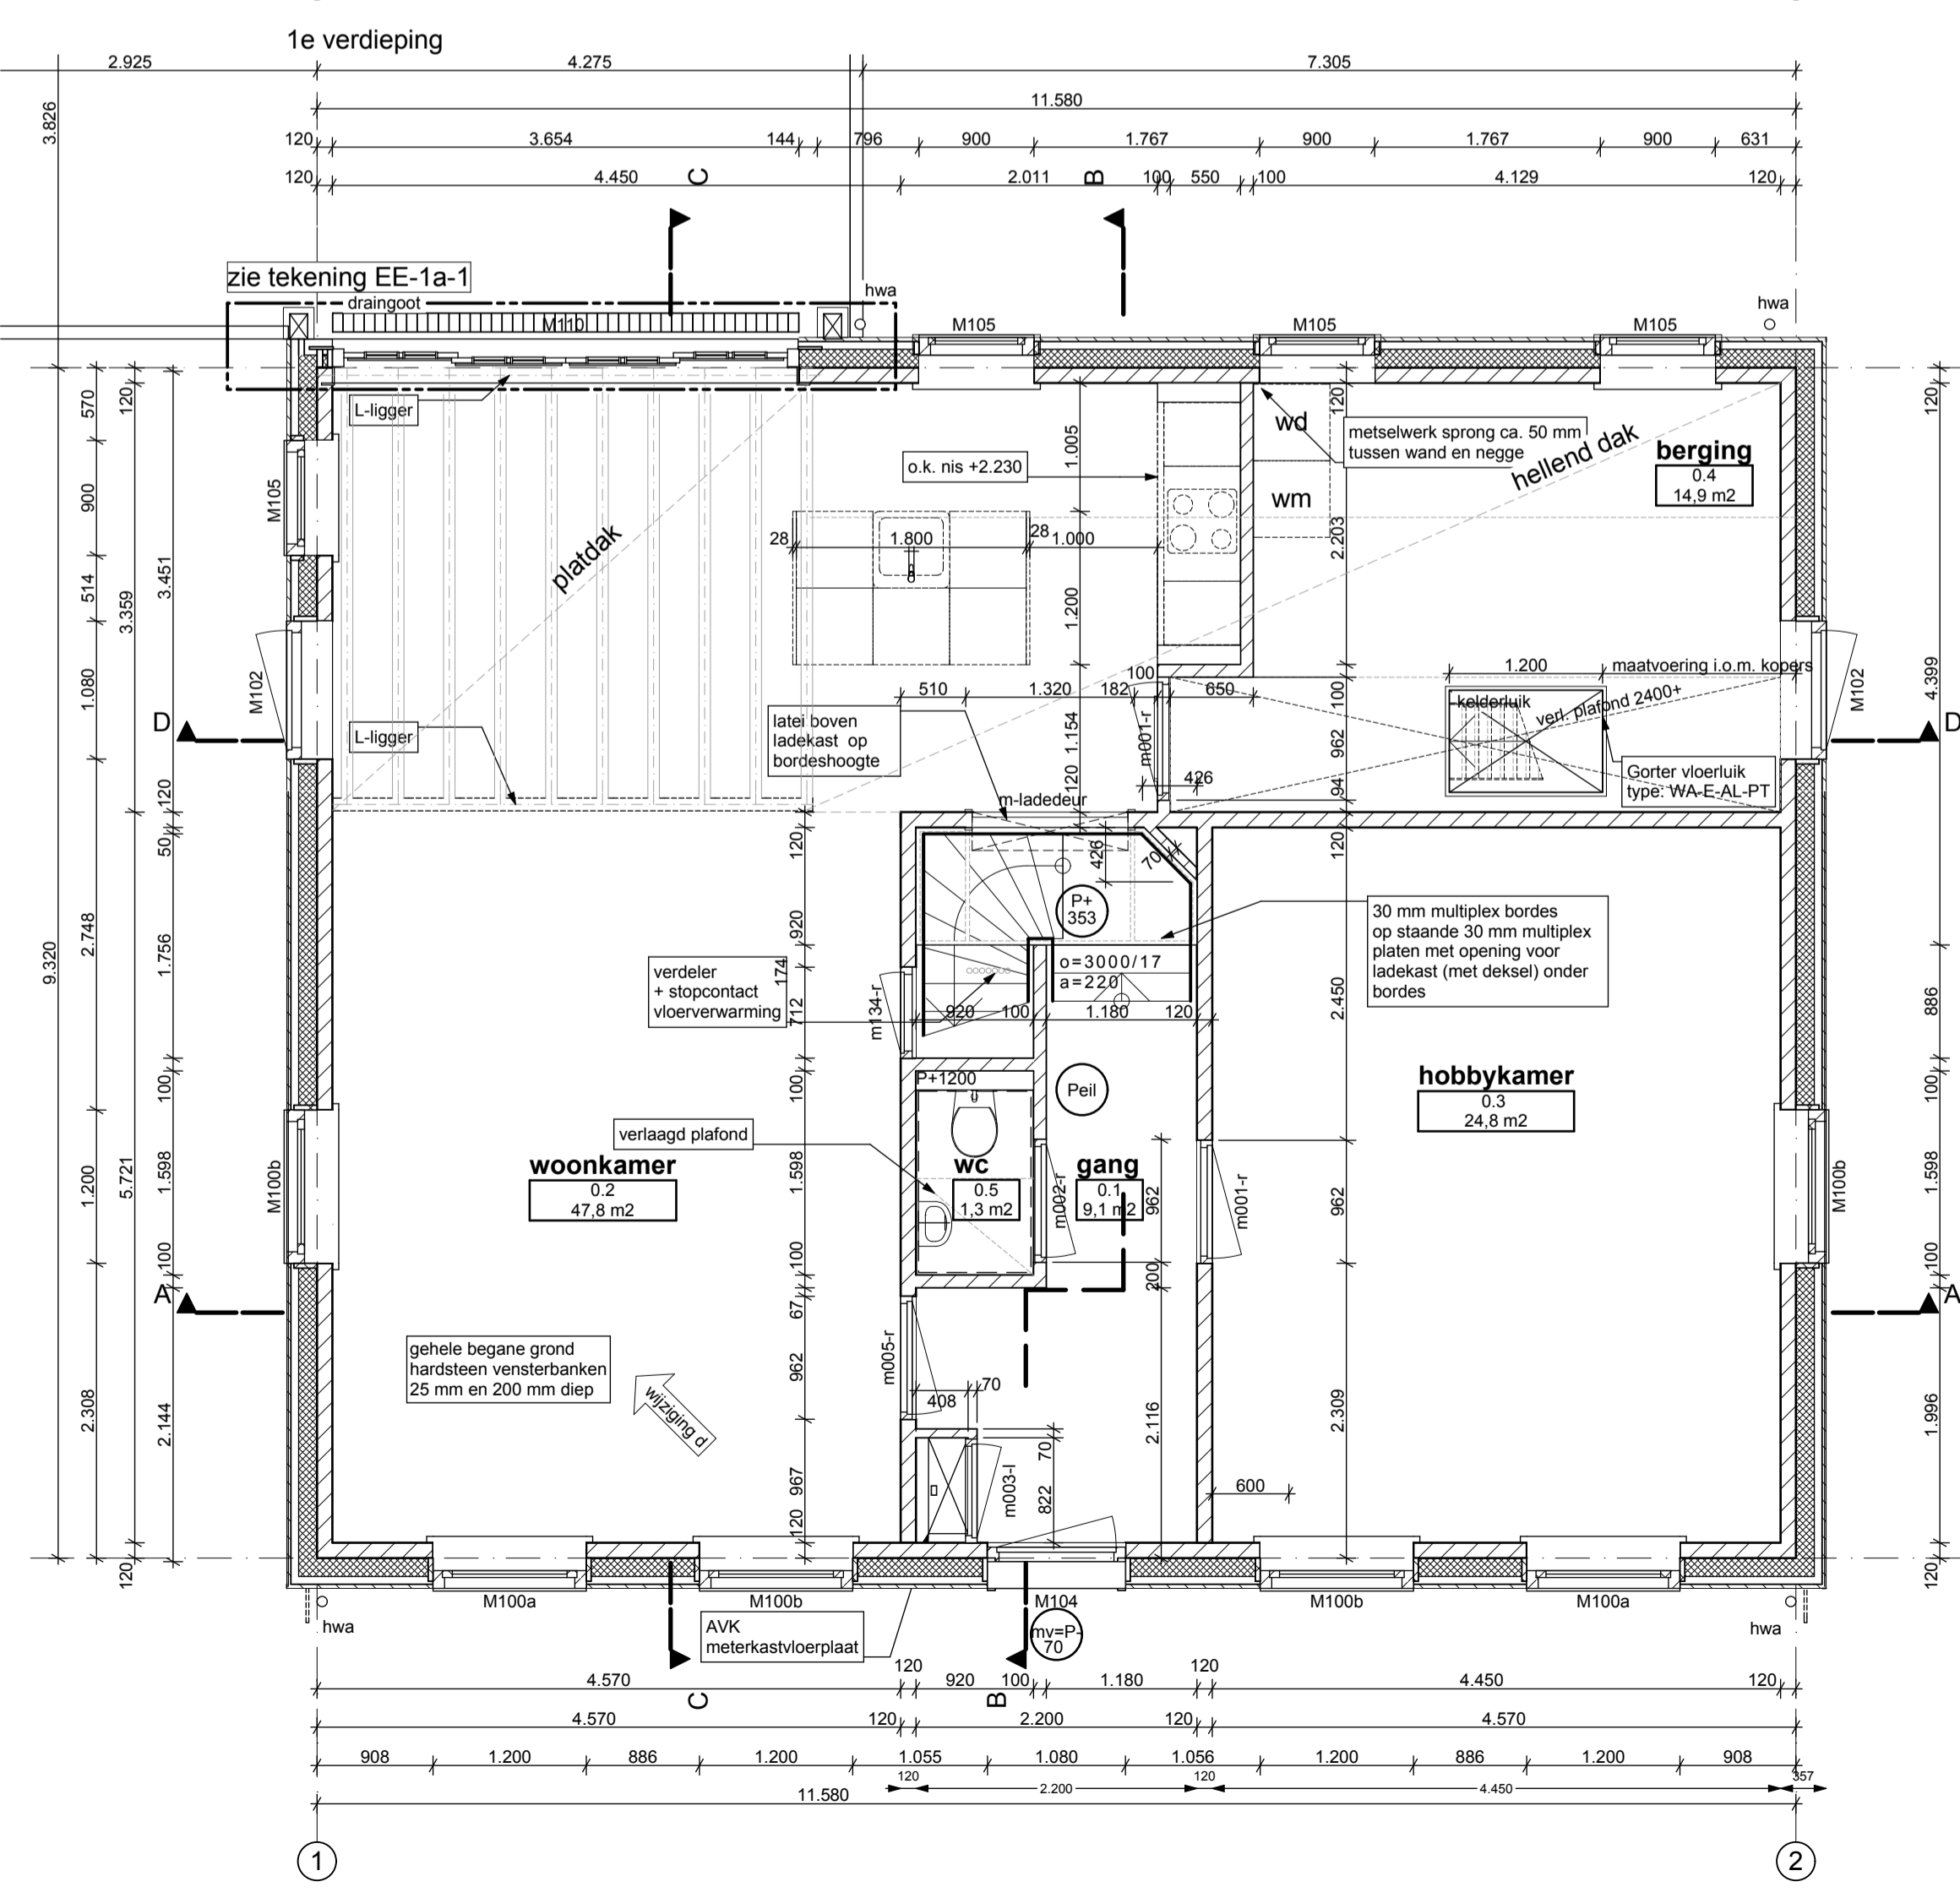 1e verdieping
2.925
4.275
7.305
11.580
3.826
120
3.654
144
796
900
1.767
900
1.767
900
631
120
4.450
C
2.011
B
100
550
100
4.129
120
zie tekening EE-1a-1
draingoot
hwa
hwa
M110
M105
M105
M105
570
120
L-ligger
1.005
120
wd
metselwerk sprong ca. 50 mm
tussen wand en negge
hellend dak
berging
0.4
14,9 m2
120
o.k. nis +2.230
wm
900
M105
3.451
514
3.359
platdak
28
1.800
28
1.000
2.203
1.200
1.080
M102
510
1.320
182
100
650
100
1.200
maatvoering i.o.m. kopers
M102
4.399
D
L-ligger
latei boven
ladekast op
bordeshoogte
1.154
m001-r
962
kelderluik
verl. plafond 2400+
D
Gorter vloerluik
type: WA-E-AL-PT
120
120
426
94
m-ladedeur
50
120
426
70
120
9.320
2.748
1.756
920
P+
353
30 mm multiplex bordes
op staande 30 mm multiplex
platen met opening voor
ladekast (met deksel) onder
bordes
886
verdeler
+ stopcontact
vloerverwarming
174
712
m134-r
o=3000/17
a=220
920
100
1.180
120
2.450
100
100
P+1200
Peil
hobbykamer
0.3
24,8 m2
100
verlaagd plafond
M100b
1.200
5.721
1.598
woonkamer
0.2
47,8 m2
1.598
wc
0.5
1,3 m2
m002-r
gang
0.1
9,1 m2
962
m001-r
962
M100b
1.598
100
100
200
100
A
67
A
gehele begane grond
hardsteen vensterbanken
25 mm en 200 mm diep
wijziging d
962
m005-r
408
70
2.308
2.144
2.116
2.309
1.996
967
70
822
m003-l
600
120
120
120
M100a
M100b
M104
M100b
M100a
hwa
AVK
meterkastvloerplaat
mv=P-
70
hwa
4.570
120
920
100
1.180
120
4.450
120
C
B
4.570
120
2.200
120
4.570
908
1.200
886
1.200
1.055
1.080
1.056
1.200
886
1.200
908
120
2.200
120
4.450
357
11.580
1
2